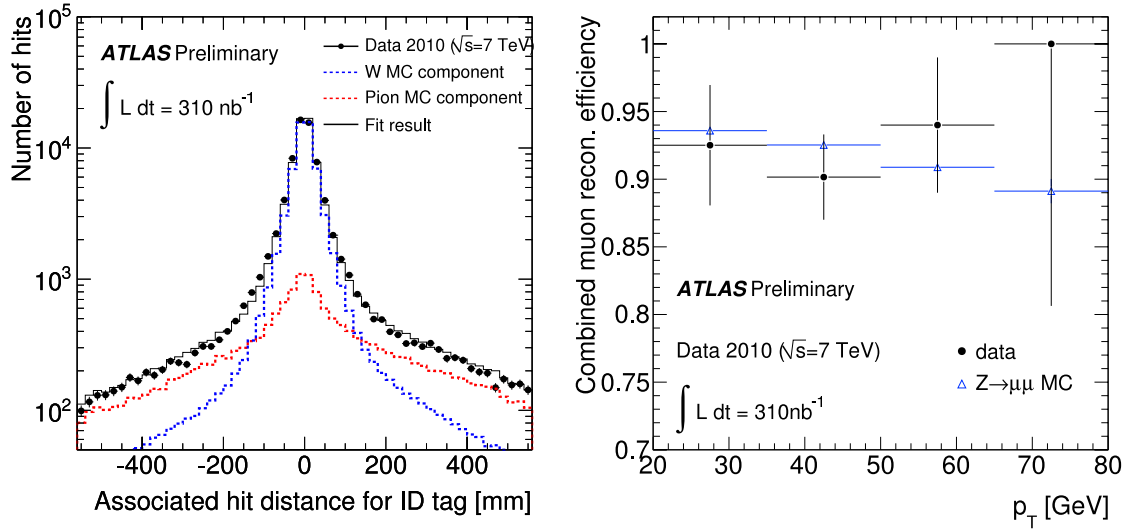 Number of hits
10^5
10^4
10^3
10^2
ATLAS Preliminary
∫ L dt = 310 nb^-1
Data 2010 (√s=7 TeV)
W MC component
Pion MC component
Fit result
-400 -200 0 200 400
Associated hit distance for ID tag [mm]
Combined muon recon. efficiency
1
0.95
0.9
0.85
0.8
0.75
0.7
ATLAS Preliminary
Data 2010 (√s=7 TeV)
∫ L dt = 310nb^-1
data
Z→μμ MC
20 30 40 50 60 70 80
p_T [GeV]